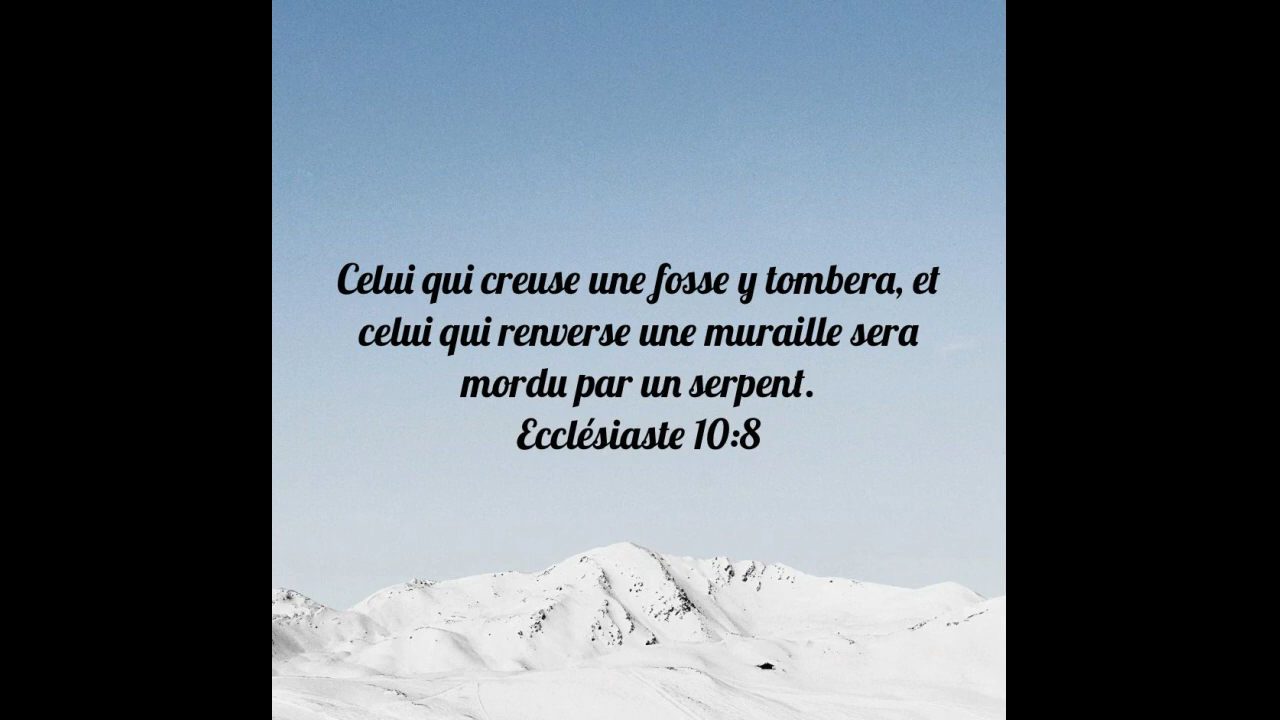 Celui qui creuse une fosse y tombera, et
celui qui renverse une muraille sera
mordu par un serpent.
Ecclésiaste 10:8